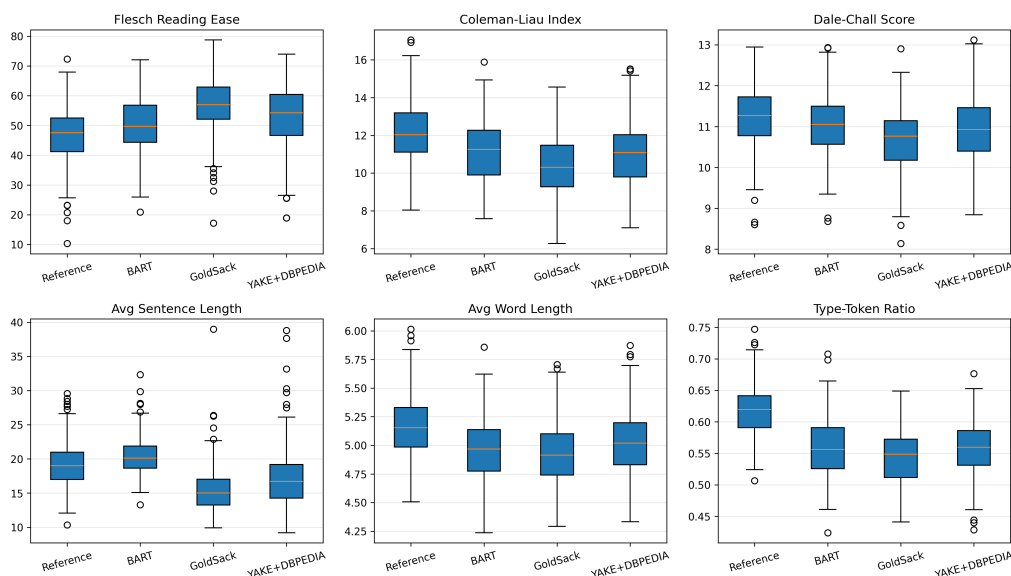 Flesch Reading Ease
80
70
60
50
40
30
20
10
Reference
BART
GoldSack
YAKE+DBPEDIA
Coleman-Liau Index
16
14
12
10
8
6
Reference
BART
GoldSack
YAKE+DBPEDIA
Dale-Chall Score
13
12
11
10
9
8
Reference
BART
GoldSack
YAKE+DBPEDIA
Avg Sentence Length
40
35
30
25
20
15
10
Reference
BART
GoldSack
YAKE+DBPEDIA
Avg Word Length
6.00
5.75
5.50
5.25
5.00
4.75
4.50
4.25
Reference
BART
GoldSack
YAKE+DBPEDIA
Type-Token Ratio
0.75
0.70
0.65
0.60
0.55
0.50
0.45
Reference
BART
GoldSack
YAKE+DBPEDIA